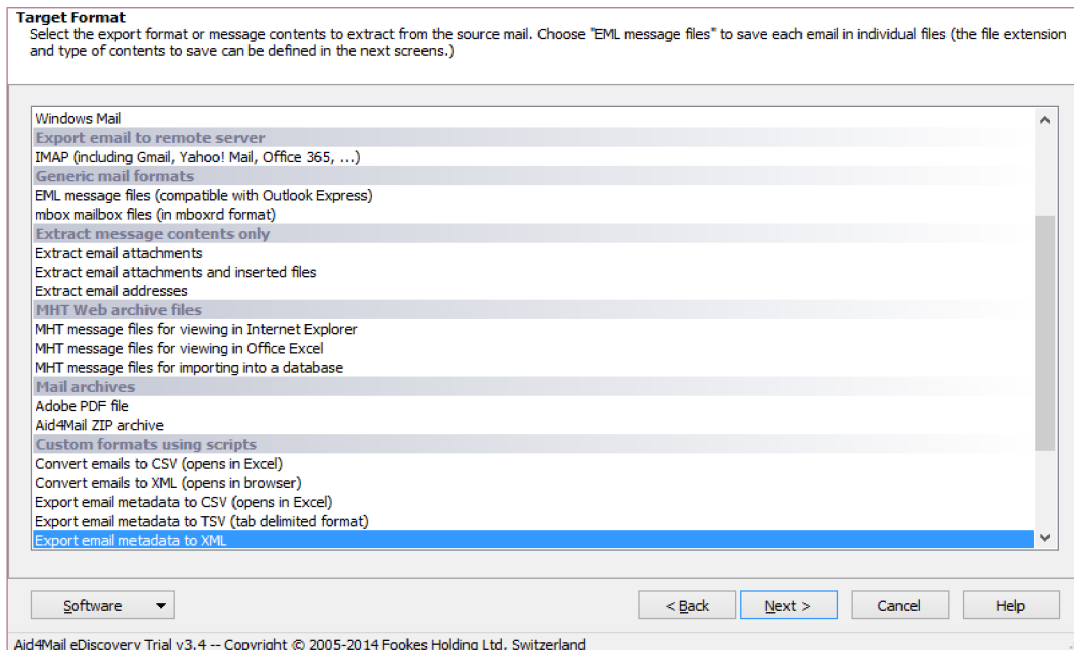 Target Format
Select the export format or message contents to extract from the source mail. Choose "EML message files" to save each email in individual files (the file extension
and type of contents to save can be defined in the next screens.)
Windows Mail
Export email to remote server
IMAP (including Gmail, Yahoo! Mail, Office 365, ...)
Generic mail formats
EML message files (compatible with Outlook Express)
mbox mailbox files (in mboxrd format)
Extract message contents only
Extract email attachments
Extract email attachments and inserted files
Extract email addresses
MHT Web archive files
MHT message files for viewing in Internet Explorer
MHT message files for viewing in Office Excel
MHT message files for importing into a database
Mail archives
Adobe PDF file
Aid4Mail ZIP archive
Custom formats using scripts
Convert emails to CSV (opens in Excel)
Convert emails to XML (opens in browser)
Export email metadata to CSV (opens in Excel)
Export email metadata to TSV (tab delimited format)
Export email metadata to XML
Software < Back Next > Cancel Help
Aid4Mail eDiscovery Trial v3.4 -- Copyright © 2005-2014 Fookes Holding Ltd, Switzerland